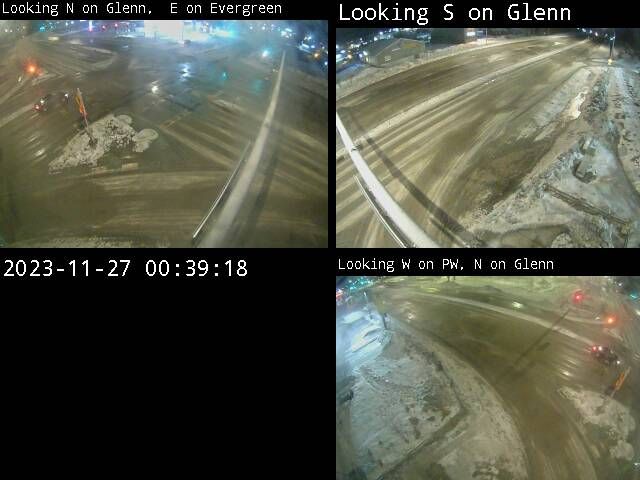 Looking N on Glenn,  E on Evergreen
Looking S on Glenn
2023-11-27 00:39:18
Looking W on PW, N on Glenn